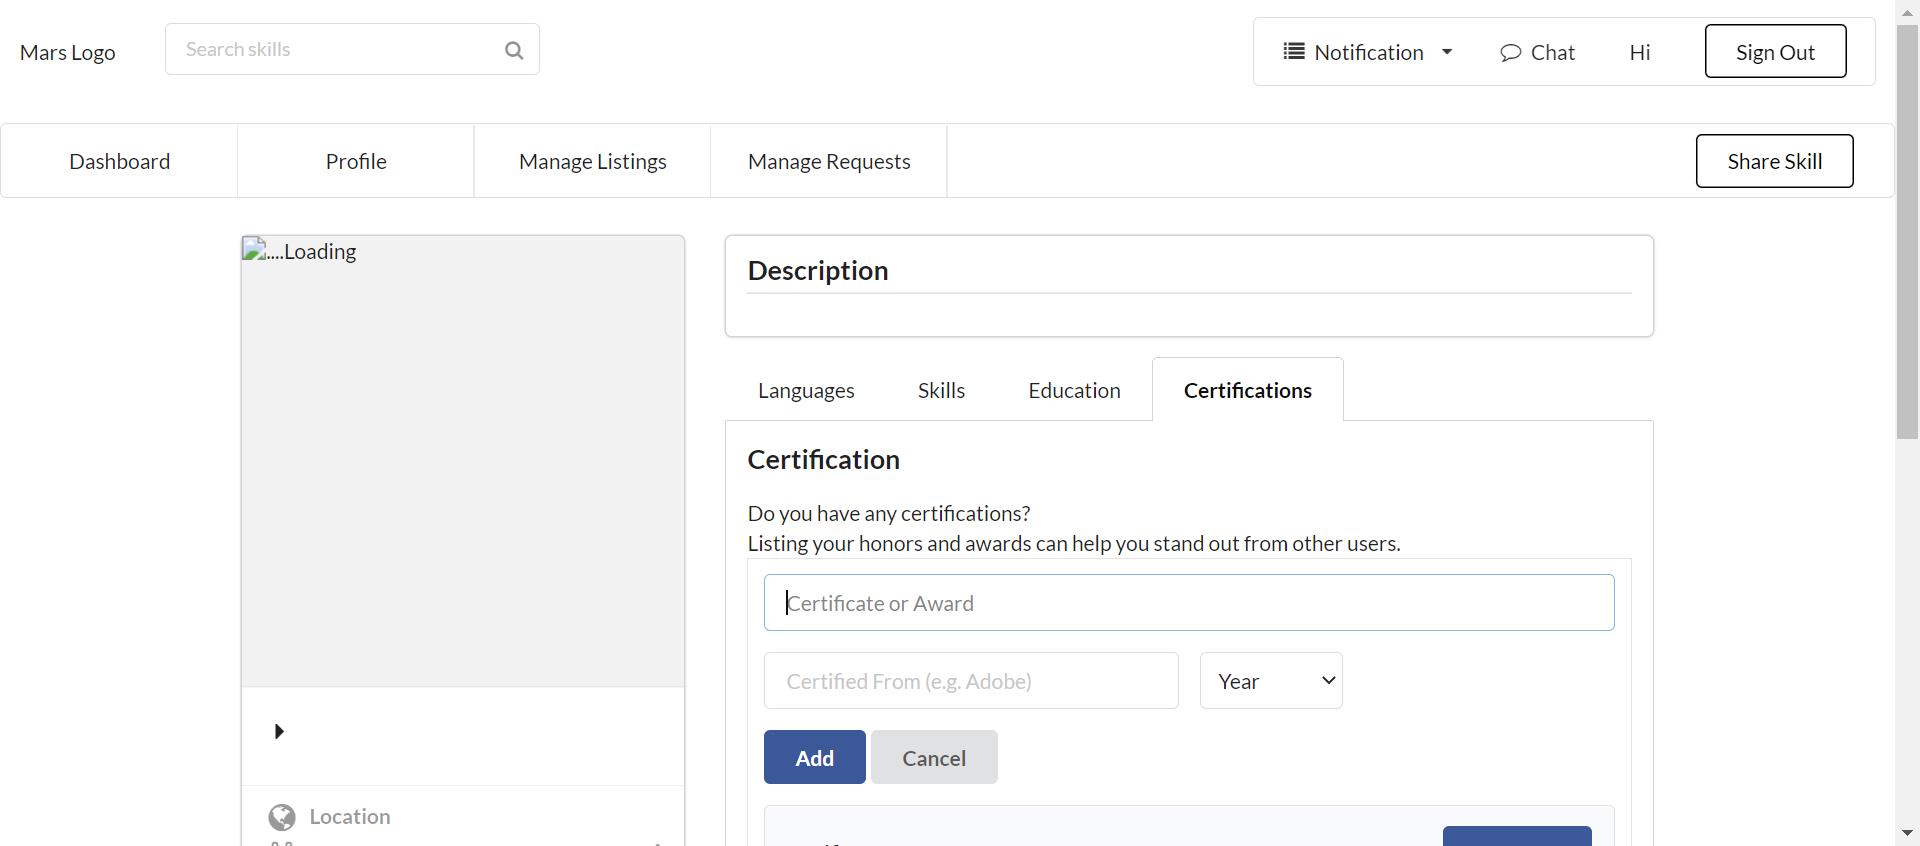 Mars Logo
Search skills
Notification
Chat
Hi
Sign Out
Dashboard
Profile
Manage Listings
Manage Requests
Share Skill
....Loading
Description
Languages
Skills
Education
Certifications
Certification
Do you have any certifications?
Listing your honors and awards can help you stand out from other users.
Certificate or Award
Certified From (e.g. Adobe)
Year
Add
Cancel
Location